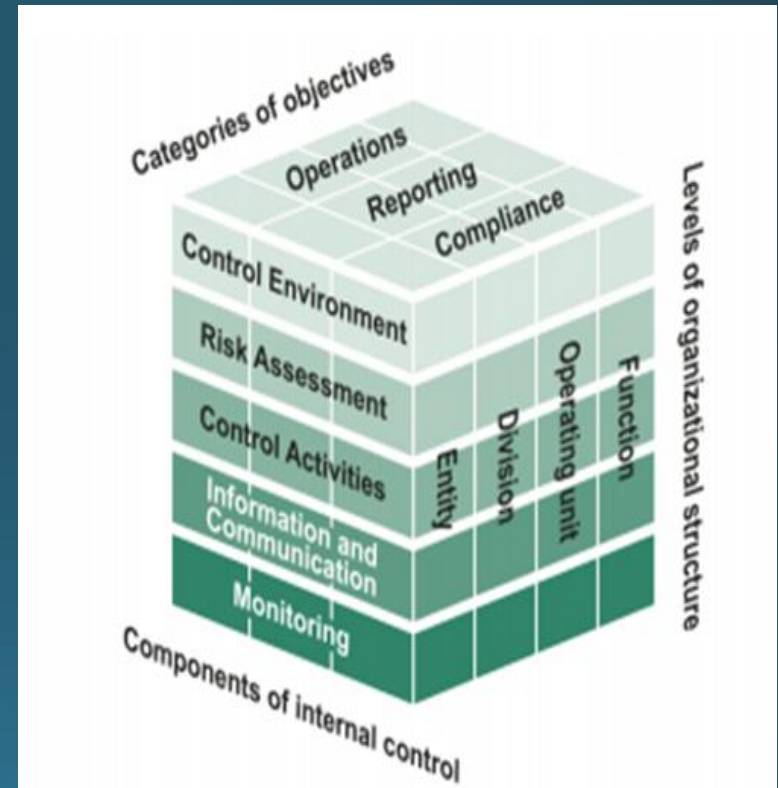 Categories of objectives
Operations
Reporting
Compliance
Control Environment
Risk Assessment
Control Activities
Information and
Communication
Monitoring
Components of internal control
Entity
Division
Operating unit
Function
Levels of organizational structure